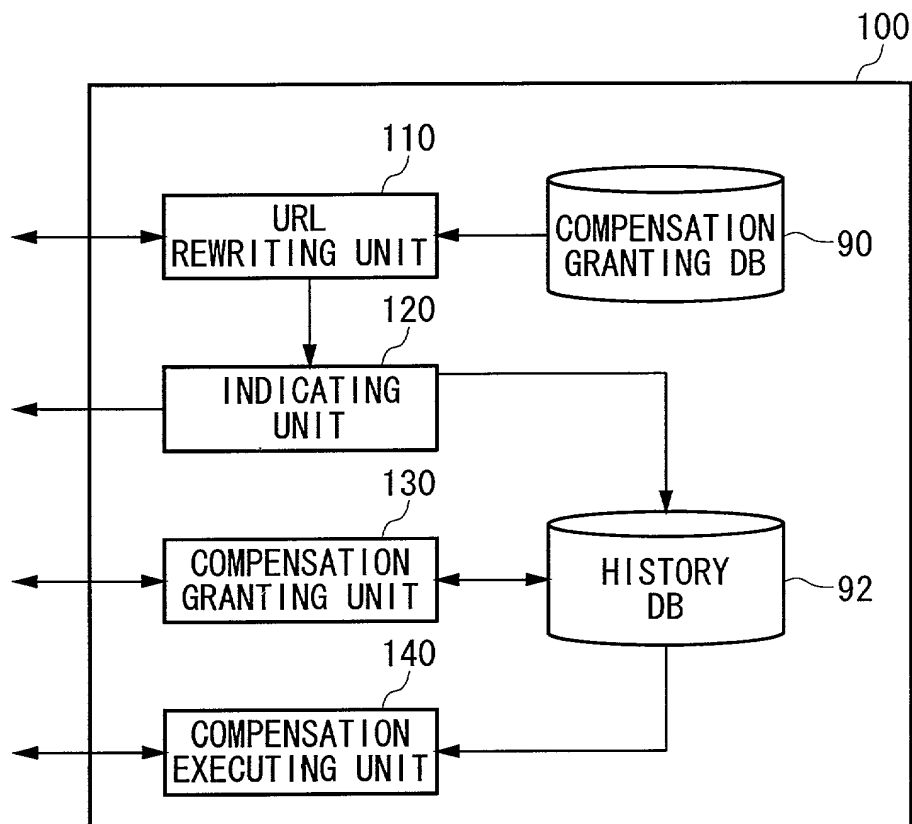 100
110
URL
REWRITING UNIT
COMPENSATION
GRANTING DB
90
120
INDICATING
UNIT
130
COMPENSATION
GRANTING UNIT
HISTORY
DB
92
140
COMPENSATION
EXECUTING UNIT